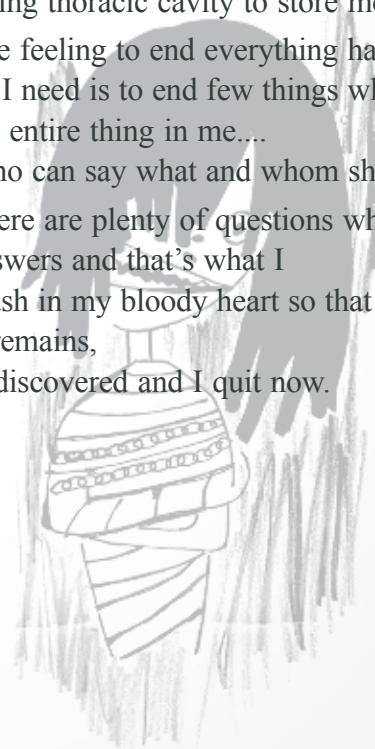 ing thoracic cavity to store
e feeling to end everything
I need is to end few things
entire thing in me....
can say what and whom
are plenty of questions
and that's what I
in my bloody heart so that
remains,
discovered and I quit now.